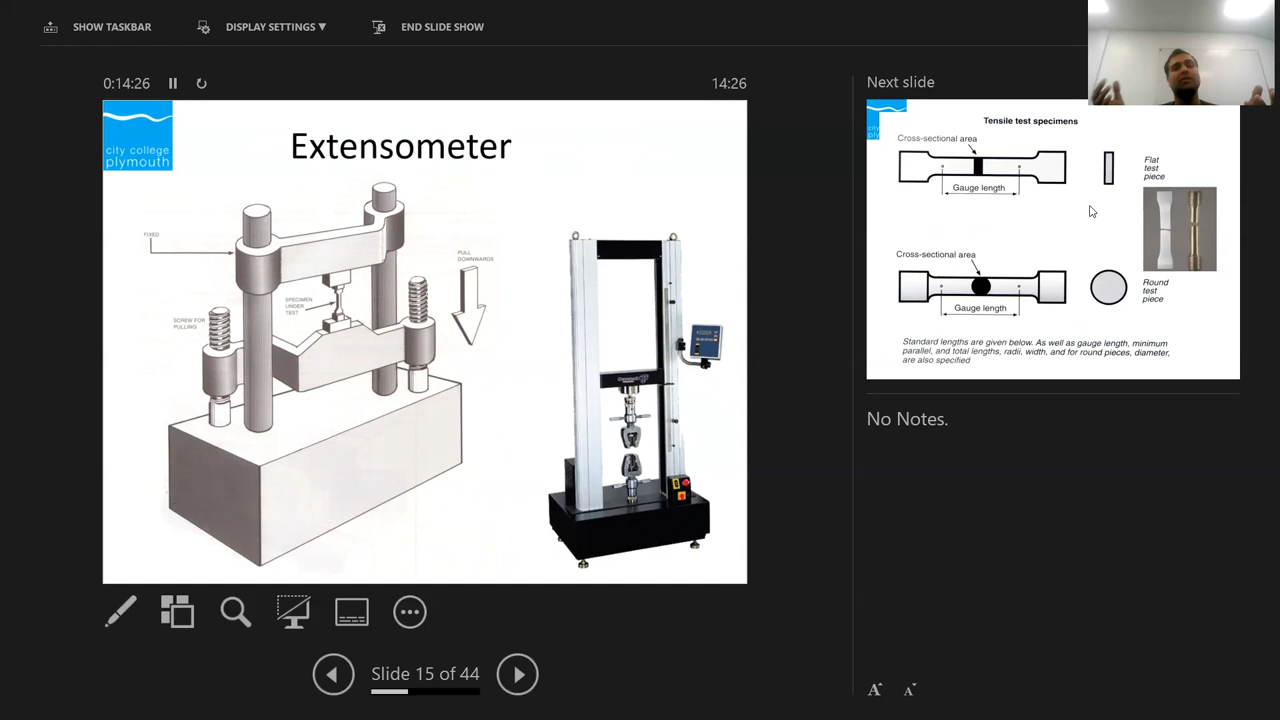 SHOW TASKBAR
DISPLAY SETTINGS ▼
END SLIDE SHOW
0:14:26
14:26
city college
plymouth
Extensometer
FIXED
PULL
DOWNWARDS
SPECIMEN
UNDER
TEST
SCREW FOR
PULLING
Slide 15 of 44
Next slide
city college
plymouth
Tensile test specimens
Cross-sectional area
Gauge length
Flat
test
piece
Cross-sectional area
Gauge length
Round
test
piece
Standard lengths are given below. As well as gauge length, minimum
parallel, and total lengths, radii, width, and for round pieces, diameter,
are also specified
No Notes.
A
A